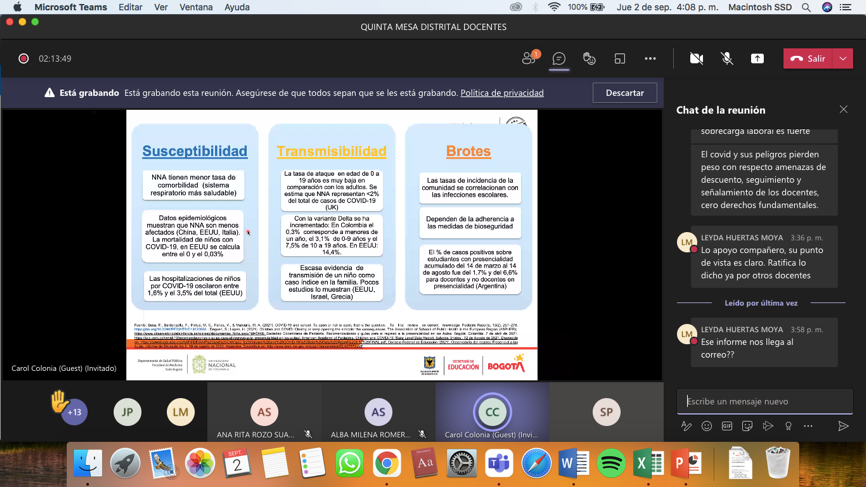 Microsoft Teams Editar Ver Ventana Ayuda
100% Jue 2 de sep. 4:08 p. m. Macintosh SSD
QUINTA MESA DISTRITAL DOCENTES
02:13:49
1
Salir
Está grabando Está grabando esta reunión. Asegúrese de que todos sepan que se les está grabando. Política de privacidad
Descartar
Susceptibilidad
NNA tienen menor tasa de
comorbilidad (sistema
respiratorio más saludable)
Datos epidemiológicos
muestran que NNA son menos
afectados (China, EEUU, Italia).
La mortalidad de niños con
COVID-19, en EEUU se calcula
entre el 0 y el 0,03%
Las hospitalizaciones de niños
por COVID-19 oscilaron entre
1,6% y el 3,5% del total (EEUU)
Transmisibilidad
La tasa de ataque en edad de 0 a
19 años es muy baja en
comparación con los adultos. Se
estima que NNA representan <2%
del total de casos de COVID-19
(UK)
Con la variante Delta se ha
incrementado: En Colombia el
0,3% corresponde a menores de
un año, el 3,1% de 0-9 años y el
7,5% de 10 a 19 años. En EEUU:
14,4%.
Escasa evidencia de
transmisión de un niño como
caso índice en la familia. Pocos
estudios lo muestran (EEUU,
Israel, Grecia)
Brotes
Las tasas de incidencia de la
comunidad se correlacionan con
las infecciones escolares.
Dependen de la adherencia a
las medidas de bioseguridad
El % de casos positivos sobre
estudiantes con presencialidad
acumulado del 14 de marzo al 14
de agosto fue del 1,7% y del 6,6%
para docentes y no docentes en
presencialidad (Argentina)
Departamento de Salud Pública
Facultad de Medicina
Sede Bogotá
UNIVERSIDAD
NACIONAL
DE COLOMBIA
SECRETARÍA DE
EDUCACIÓN
BOGOTÁ
Carol Colonia (Guest) (Invitado)
+13
JP
LM
AS
ANA RITA ROZO SUA...
AS
ALBA MILENA ROMER...
CC
Carol Colonia (Guest) (Invi...
SP
Chat de la reunión
sobrecarga laboral es fuerte
El covid y sus peligros pierden
peso con respecto amenazas de
descuento, seguimiento y
señalamiento de los docentes,
cero derechos fundamentales.
LM
LEYDA HUERTAS MOYA 3:36 p. m.
Lo apoyo compañero, su punto
de vista es claro. Ratifica lo
dicho ya por otros docentes
Leído por última vez
LM
LEYDA HUERTAS MOYA 3:58 p. m.
Ese informe nos llega al
correo??
Escribe un mensaje nuevo
GIF
SEPT.
2
Aa
W
X
P